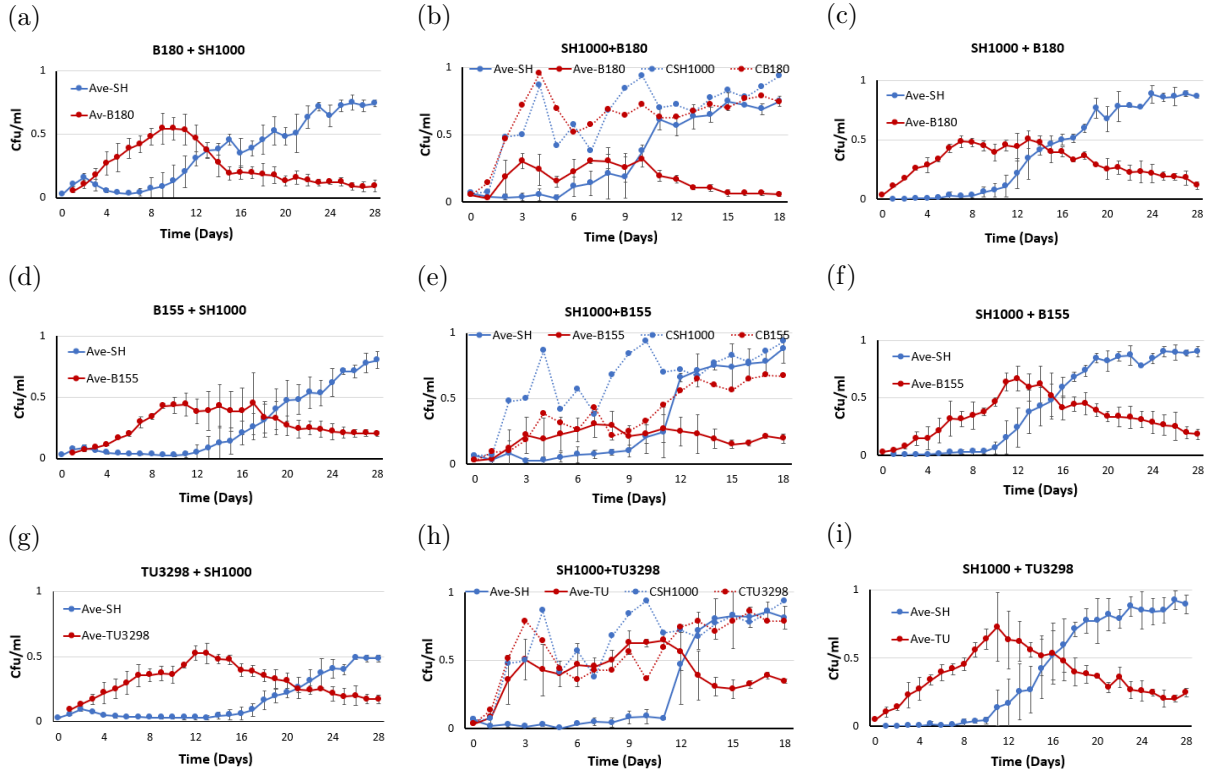 (a)
B180 + SH1000
1
0.5
0
Cfu/ml
Ave-SH
Av-B180
0 4 8 12 16 20 24 28
Time (Days)
(b)
SH1000+B180
Ave-SH Ave-B180 CSH1000 CB180
1
0.5
0
Cfu/ml
0 3 6 9 12 15 18
Time (Days)
(c)
SH1000 + B180
1
0.5
0
Cfu/ml
Ave-SH
Ave-B180
0 4 8 12 16 20 24 28
Time (Days)
(d)
B155 + SH1000
1
0.5
0
Cfu/ml
Ave-SH
Ave-B155
0 4 8 12 16 20 24 28
Time (Days)
(e)
SH1000+B155
Ave-SH Ave-B155 CSH1000 CB155
1
0.5
0
Cfu/ml
0 3 6 9 12 15 18
Time (Days)
(f)
SH1000 + B155
1
0.5
0
Cfu/ml
Ave-SH
Ave-B155
0 4 8 12 16 20 24 28
Time (Days)
(g)
TU3298 + SH1000
1
0.5
0
Cfu/ml
Ave-SH
Ave-TU3298
0 4 8 12 16 20 24 28
Time (Days)
(h)
SH1000+TU3298
Ave-SH Ave-TU CSH1000 CTU3298
1
0.5
0
Cfu/ml
0 3 6 9 12 15 18
Time (Days)
(i)
SH1000 + TU3298
1
0.5
0
Cfu/ml
Ave-SH
Ave-TU
0 4 8 12 16 20 24 28
Time (Days)